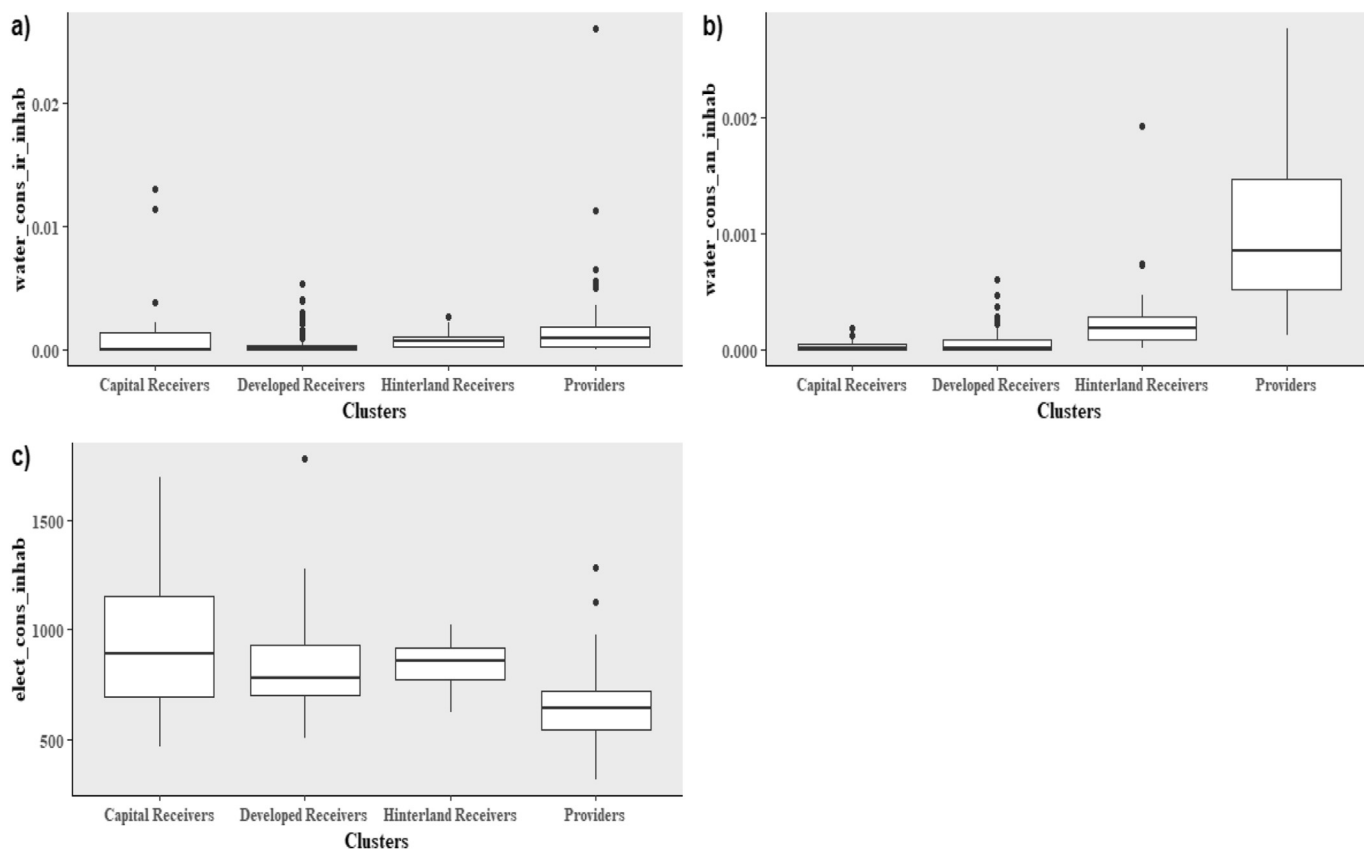 a)
water_cons_ir_inhab
0.02
0.01
0.00
Capital Receivers Developed Receivers Hinterland Receivers Providers
Clusters
b)
water_cons_an_inhab
0.002
0.001
0.000
Capital Receivers Developed Receivers Hinterland Receivers Providers
Clusters
c)
elect_cons_inhab
1500
1000
500
Capital Receivers Developed Receivers Hinterland Receivers Providers
Clusters